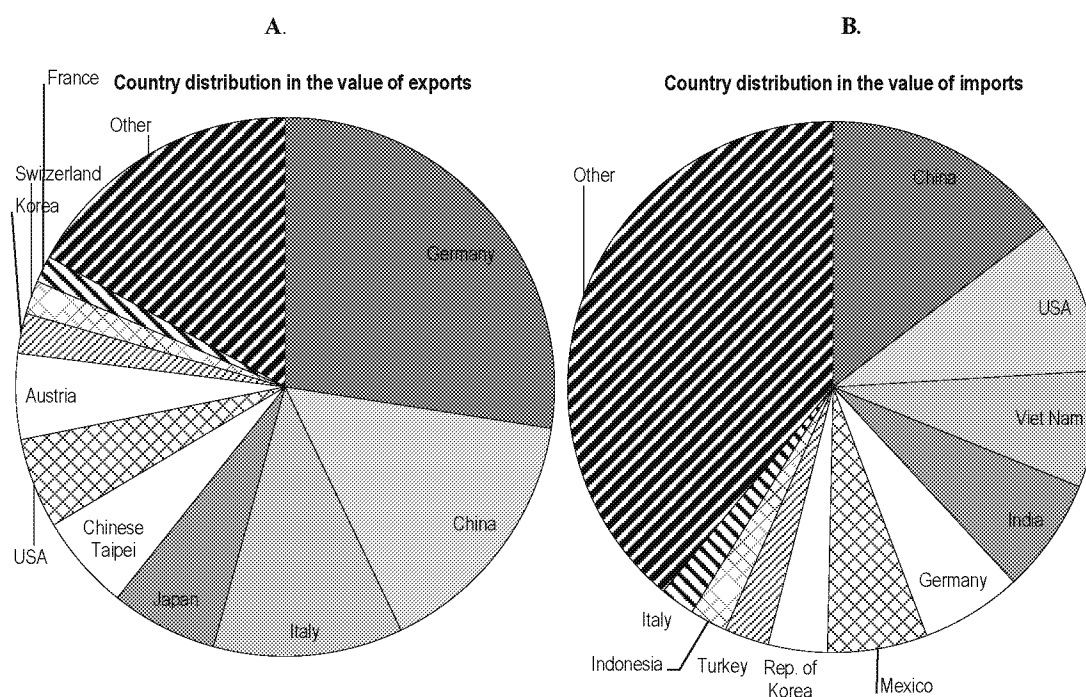 A.
Country distribution in the value of exports
France
Other
Swizerland
Korea
Germany
Austria
USA
Chinese
Taipei
Japan
Italy
China
B.
Country distribution in the value of imports
Other
China
USA
Viet Nam
India
Germany
Mexico
Rep. of
Korea
Turkey
Indonesia
Italy